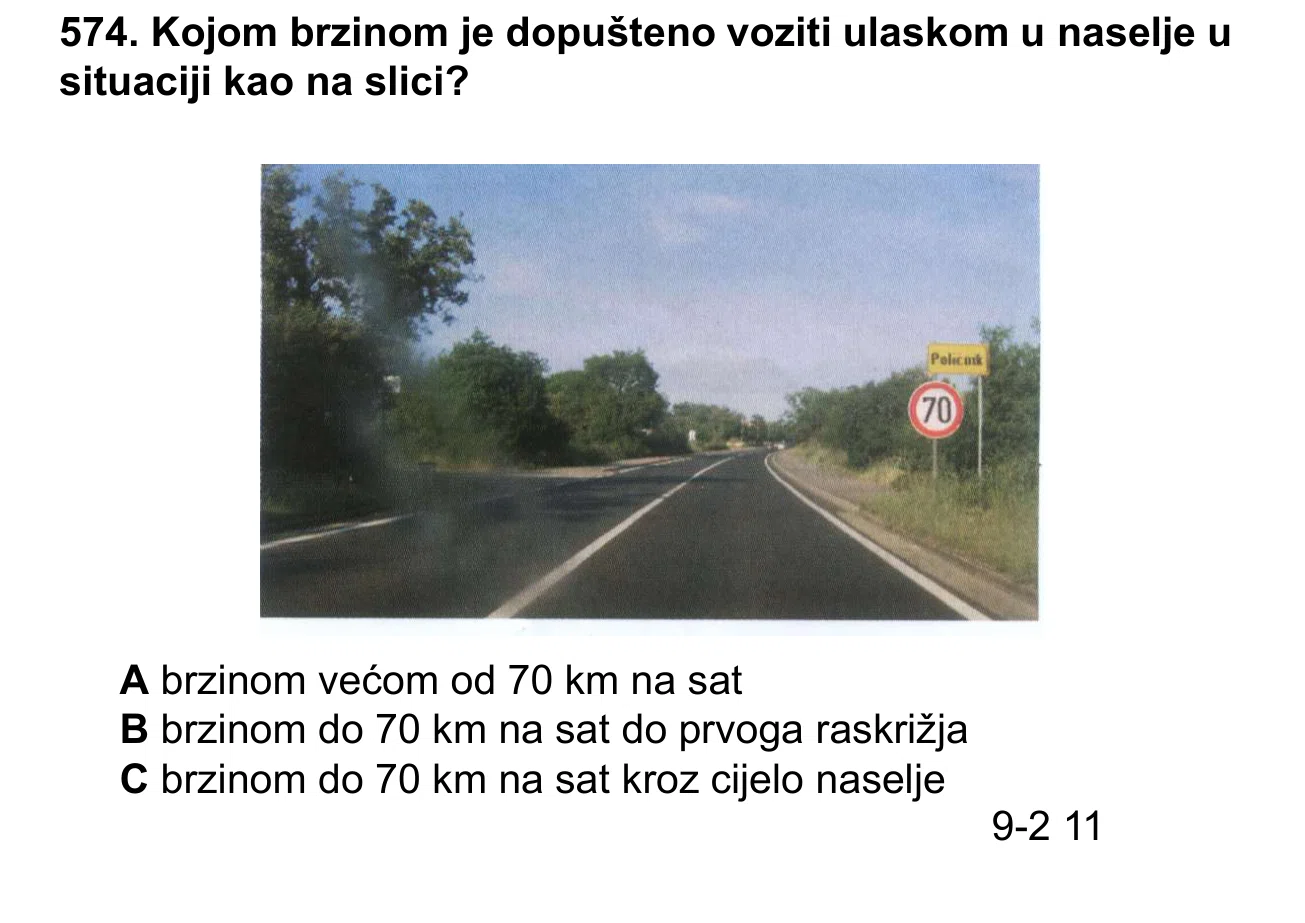 574. Kojom brzinom je dopušteno voziti ulaskom u naselje u
situaciji kao na slici?
70
A brzinom većom od 70 km na sat
B brzinom do 70 km na sat do prvoga raskrižja
C brzinom do 70 km na sat kroz cijelo naselje
9-2 11